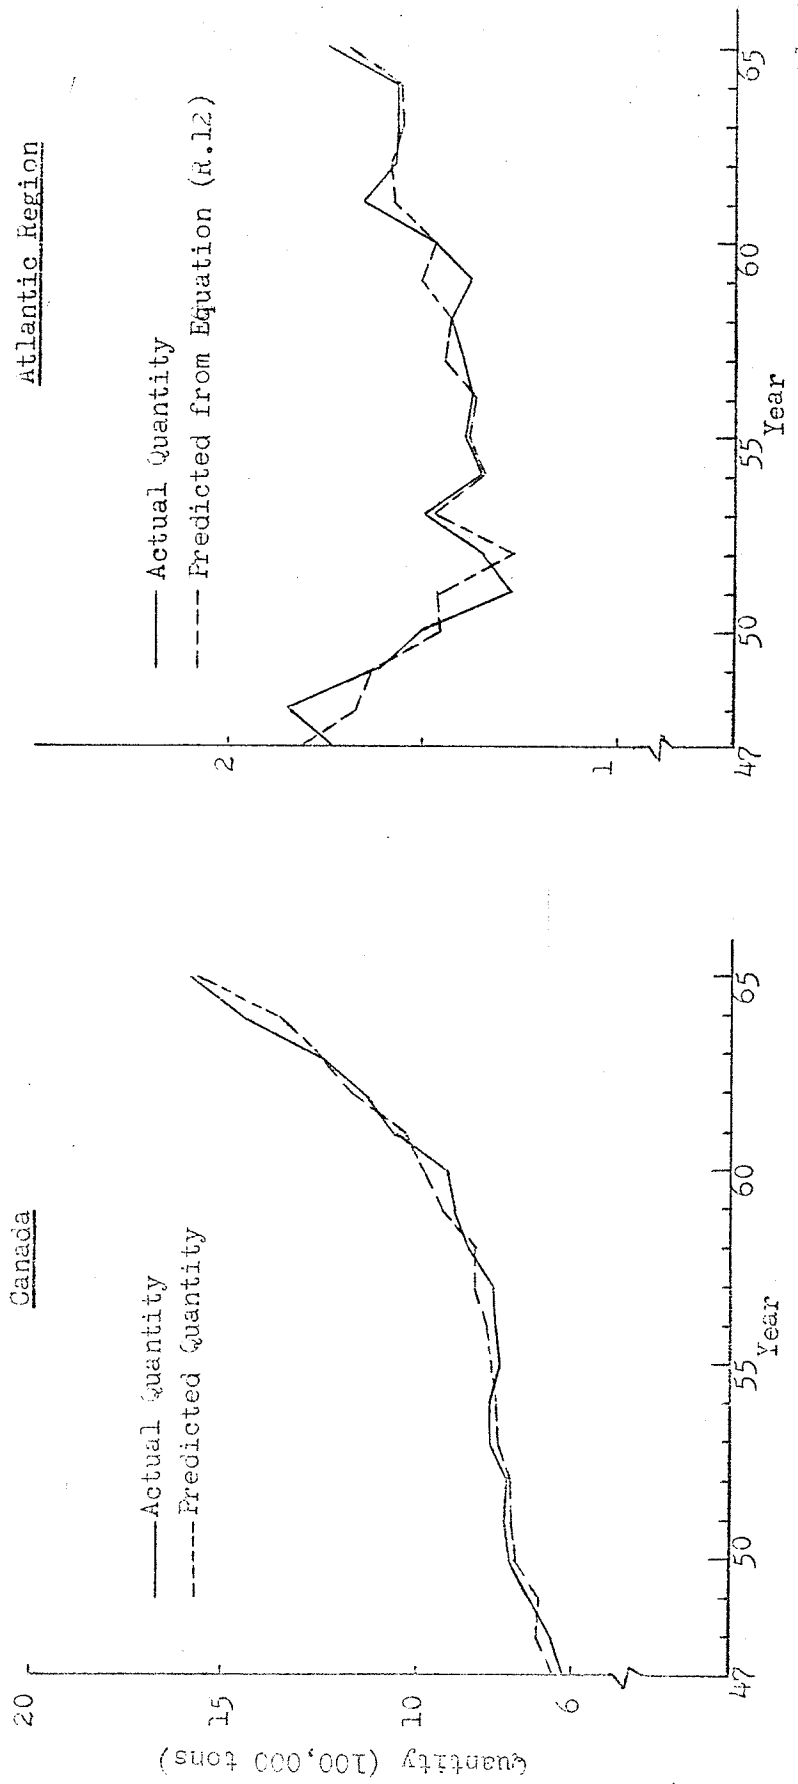 Canada
Actual Quantity
Predicted Quantity
Quantity (100,000 tons)
20
15
10
6
47
50
55
60
65
Year
Atlantic Region
Actual Quantity
Predicted from Equation (R.12)
2
1
47
50
55
60
65
Year